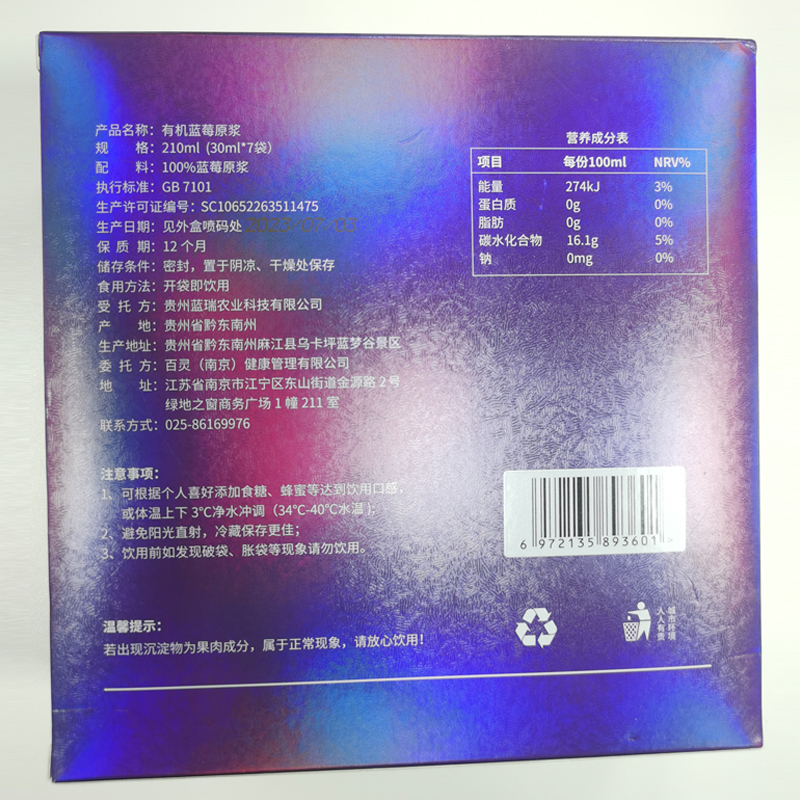 产品名称：有机蓝莓原浆
规 格：210ml (30ml*7袋)
配 料：100%蓝莓原浆
执行标准：GB 7101
生产许可证编号：SC10652263511475
生产日期：见外盒喷码处 2023/07/03
保 质 期：12 个月
储存条件：密封，置于阴凉、干燥处保存
食用方法：开袋即饮用
受 托 方：贵州蓝瑞农业科技有限公司
产 地：贵州省黔东南州
生产地址：贵州省黔东南州麻江县乌卡坪蓝梦谷景区
委 托 方：百灵（南京）健康管理有限公司
地 址：江苏省南京市江宁区东山街道金源路 2 号
绿地之窗商务广场 1 幢 211 室
联系方式：025-86169976
营养成分表
项目 每份100ml NRV%
能量 274kJ 3%
蛋白质 0g 0%
脂肪 0g 0%
碳水化合物 16.1g 5%
钠 0mg 0%
注意事项：
1、可根据个人喜好添加食糖、蜂蜜等达到饮用口感，
或体温上下 3℃净水冲调（34℃-40℃水温）；
2、避免阳光直射，冷藏保存更佳；
3、饮用前如发现破袋、胀袋等现象请勿饮用。
6 972135 893601 >
温馨提示：
若出现沉淀物为果肉成分，属于正常现象，请放心饮用！
城市环境
人人有责